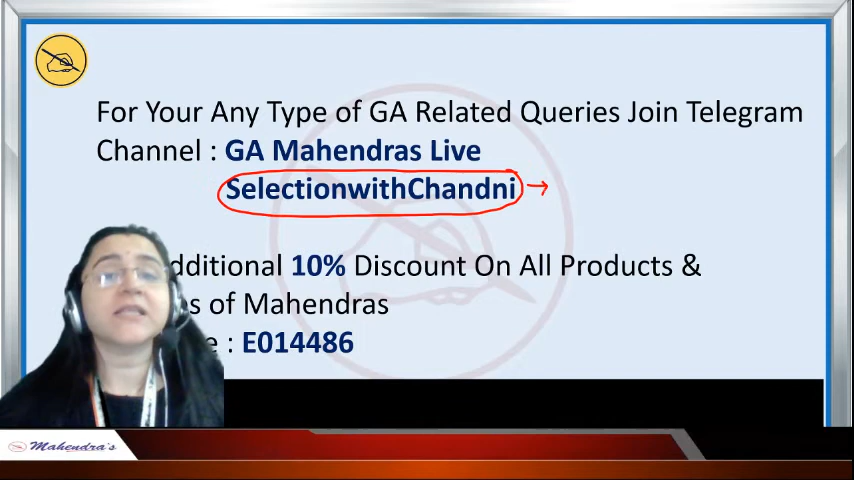 For Your Any Type of GA Related Queries Join Telegram
Channel : GA Mahendras Live
SelectionwithChandni
10% Discount On All Products &
of Mahendras
: E014486
Mahendra's